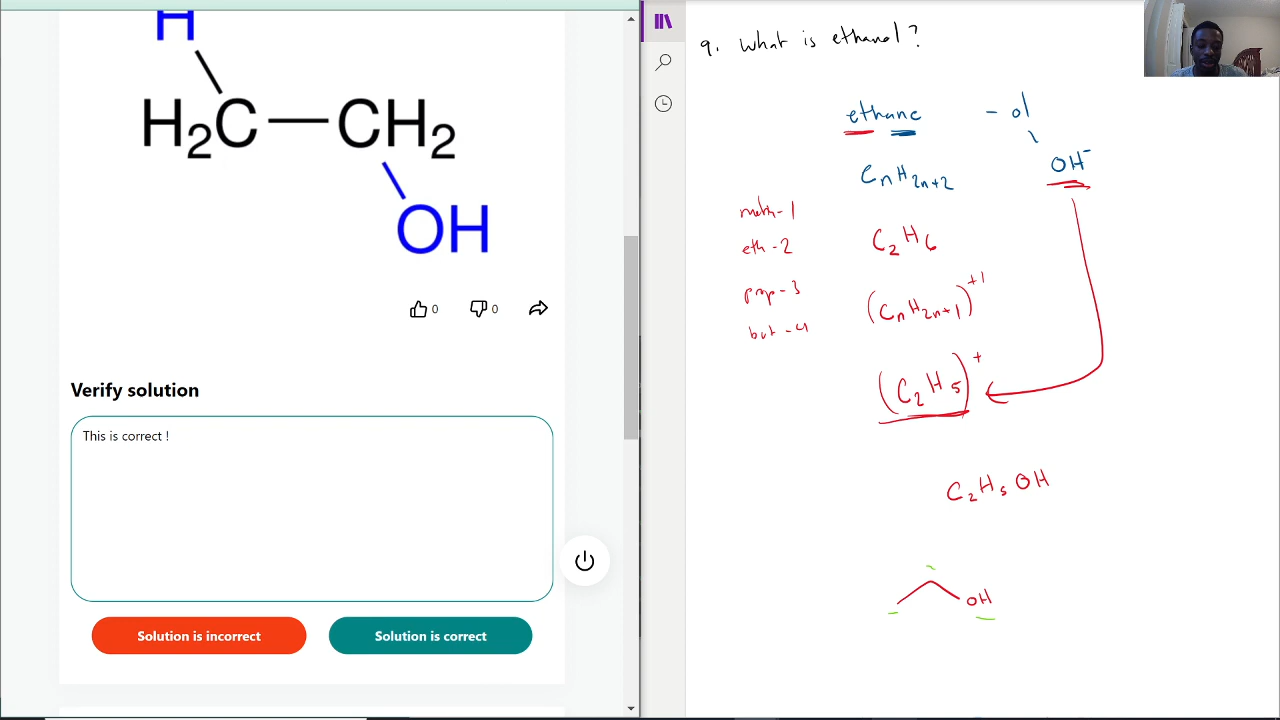 H
H₂C — CH₂
OH
0 0
Verify solution
This is correct !
Solution is incorrect Solution is correct
9. What is ethanol ?
ethane - ol
OH⁻
CₙH₂ₙ₊₂
meth - 1
eth - 2
prop - 3
but - 4
C₂H₆
(CₙH₂ₙ₊₁)⁺¹
(C₂H₅)⁺
C₂H₅OH
OH